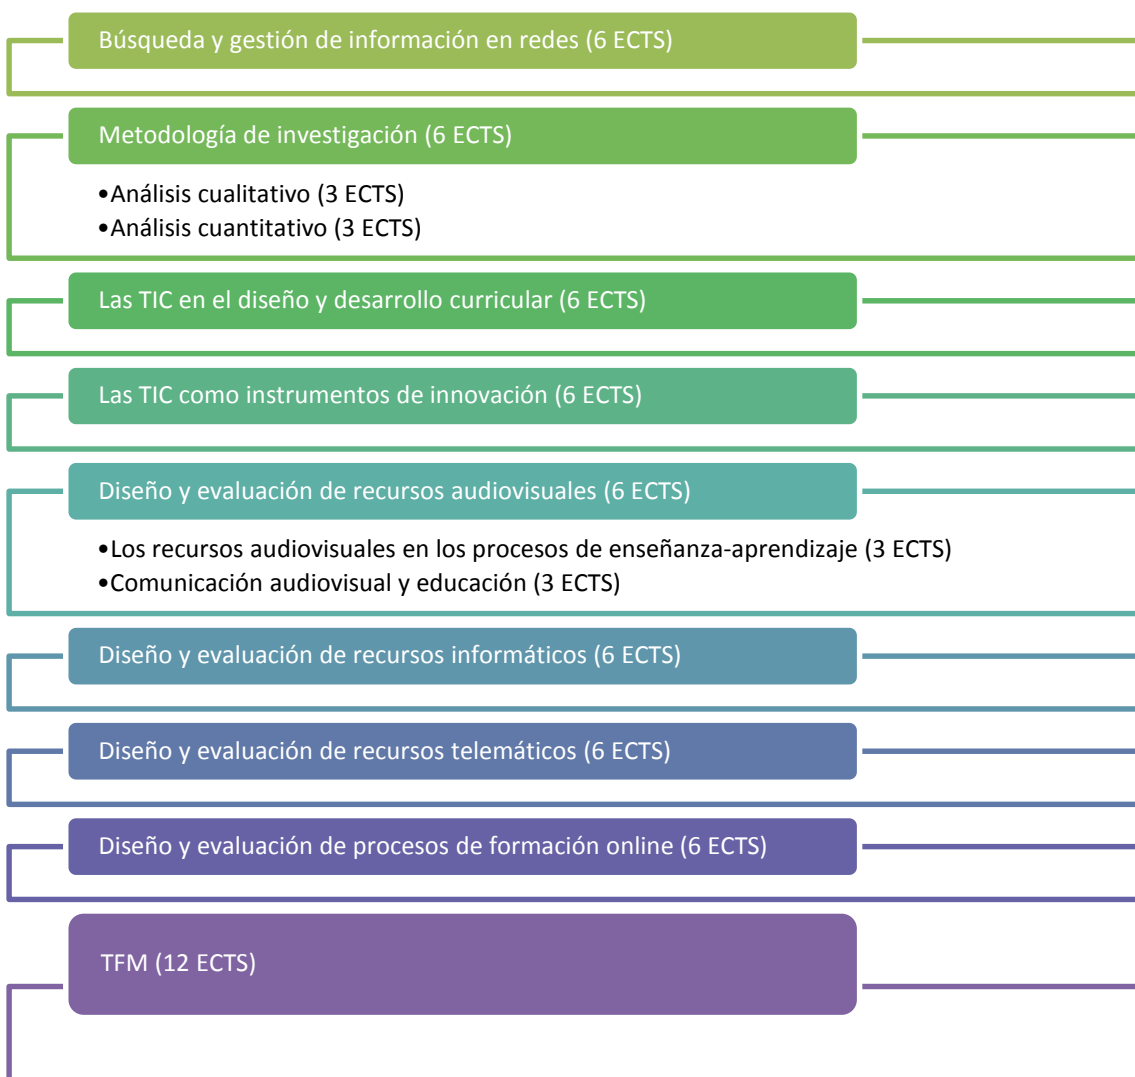 Búsqueda y gestión de información en redes (6 ECTS)
Metodología de investigación (6 ECTS)
•Análisis cualitativo (3 ECTS)
•Análisis cuantitativo (3 ECTS)
Las TIC en el diseño y desarrollo curricular (6 ECTS)
Las TIC como instrumentos de innovación (6 ECTS)
Diseño y evaluación de recursos audiovisuales (6 ECTS)
•Los recursos audiovisuales en los procesos de enseñanza-aprendizaje (3 ECTS)
•Comunicación audiovisual y educación (3 ECTS)
Diseño y evaluación de recursos informáticos (6 ECTS)
Diseño y evaluación de recursos telemáticos (6 ECTS)
Diseño y evaluación de procesos de formación online (6 ECTS)
TFM (12 ECTS)